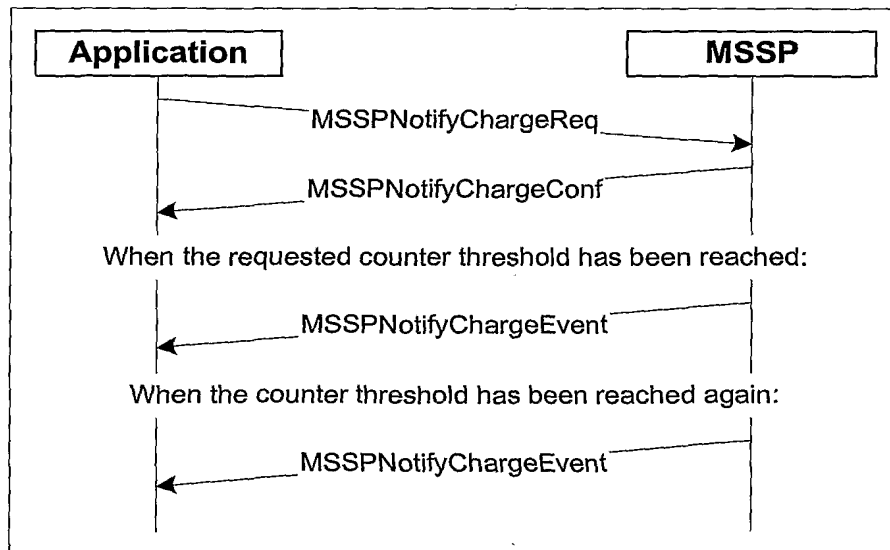 Application
MSSP
MSSPNotifyChargeReq
MSSPNotifyChargeConf
When the requested counter threshold has been reached:
MSSPNotifyChargeEvent
When the counter threshold has been reached again:
MSSPNotifyChargeEvent